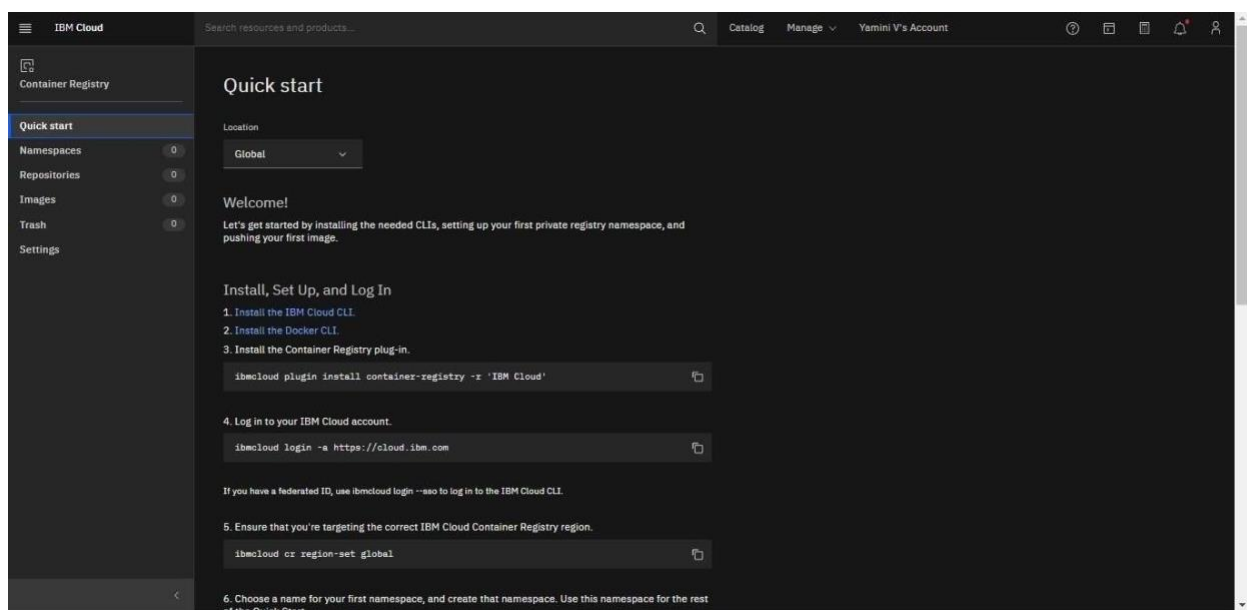 IBM Cloud
Search resources and products...
Catalog
Manage
Yamini V's Account
Container Registry
Quick start
Namespaces 0
Repositories 0
Images 0
Trash 0
Settings
Quick start
Location
Global
Welcome!
Let's get started by installing the needed CLIs, setting up your first private registry namespace, and
pushing your first image.
Install, Set Up, and Log In
1. Install the IBM Cloud CLI.
2. Install the Docker CLI.
3. Install the Container Registry plug-in.
ibmcloud plugin install container-registry -r 'IBM Cloud'
4. Log in to your IBM Cloud account.
ibmcloud login -a https://cloud.ibm.com
If you have a federated ID, use ibmcloud login --sso to log in to the IBM Cloud CLI.
5. Ensure that you're targeting the correct IBM Cloud Container Registry region.
ibmcloud cr region-set global
6. Choose a name for your first namespace, and create that namespace. Use this namespace for the rest
of the Quick Start.